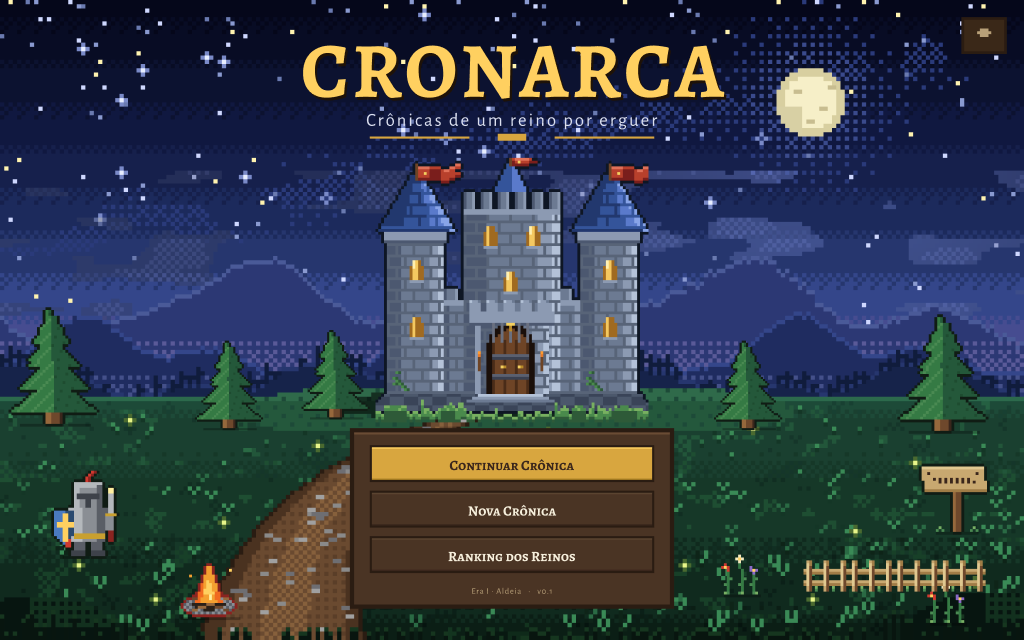 CRONARCA
Crônicas de um reino por erguer
Continuar Crônica
Nova Crônica
Ranking dos Reinos
Era I · Aldeia · v0.1